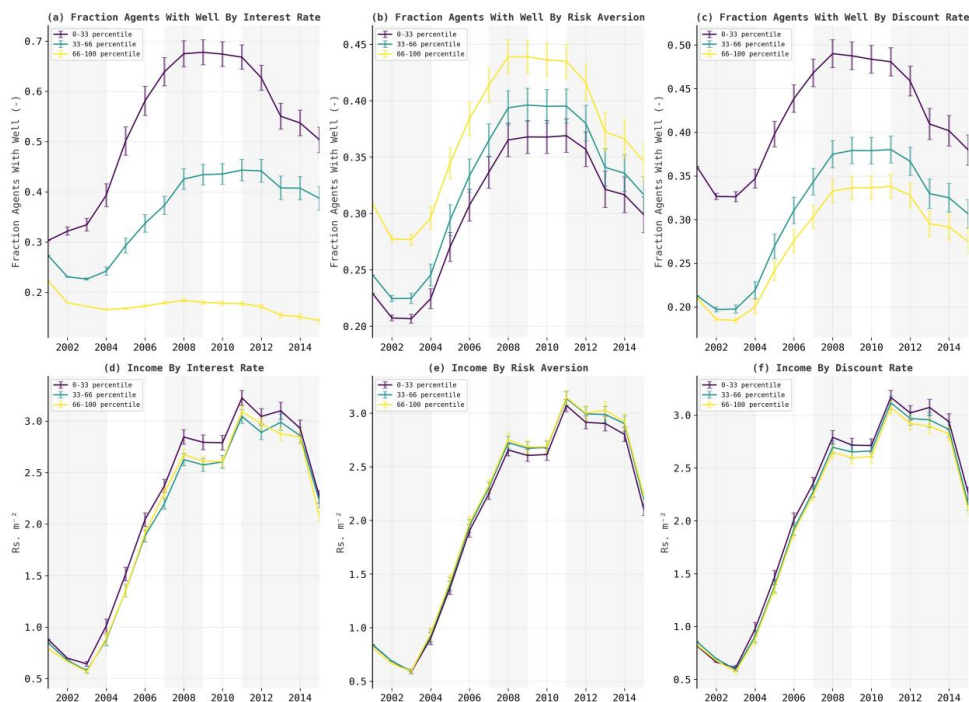 (a) Fraction Agents With Well By Interest Rate
0-33 percentile
33-66 percentile
66-100 percentile
Fraction Agents With Well (-)
0.7
0.6
0.5
0.4
0.3
0.2
2002 2004 2006 2008 2010 2012 2014
(b) Fraction Agents With Well By Risk Aversion
0-33 percentile
33-66 percentile
66-100 percentile
Fraction Agents With Well (-)
0.45
0.40
0.35
0.30
0.25
0.20
2002 2004 2006 2008 2010 2012 2014
(c) Fraction Agents With Well By Discount Rate
0-33 percentile
33-66 percentile
66-100 percentile
Fraction Agents With Well (-)
0.50
0.45
0.40
0.35
0.30
0.25
0.20
2002 2004 2006 2008 2010 2012 2014
(d) Income By Interest Rate
0-33 percentile
33-66 percentile
66-100 percentile
Rs. m⁻²
3.0
2.5
2.0
1.5
1.0
0.5
2002 2004 2006 2008 2010 2012 2014
(e) Income By Risk Aversion
0-33 percentile
33-66 percentile
66-100 percentile
Rs. m⁻²
3.0
2.5
2.0
1.5
1.0
0.5
2002 2004 2006 2008 2010 2012 2014
(f) Income By Discount Rate
0-33 percentile
33-66 percentile
66-100 percentile
Rs. m⁻²
3.0
2.5
2.0
1.5
1.0
0.5
2002 2004 2006 2008 2010 2012 2014